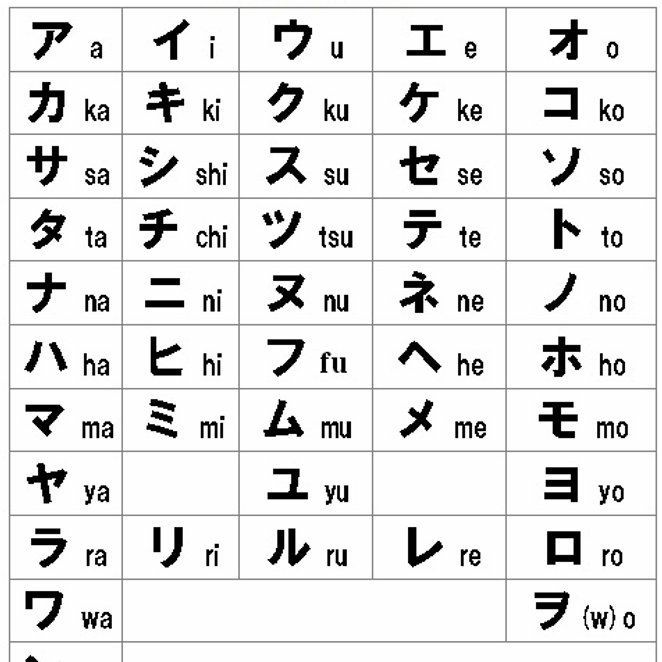 ア a イ i ウ u エ e オ o
カ ka キ ki ク ku ケ ke コ ko
サ sa シ shi ス su セ se ソ so
タ ta チ chi ツ tsu テ te ト to
ナ na ニ ni ヌ nu ネ ne ノ no
ハ ha ヒ hi フ fu ヘ he ホ ho
マ ma ミ mi ム mu メ me モ mo
ヤ ya ユ yu ヨ yo
ラ ra リ ri ル ru レ re ロ ro
ワ wa ヲ (w) o